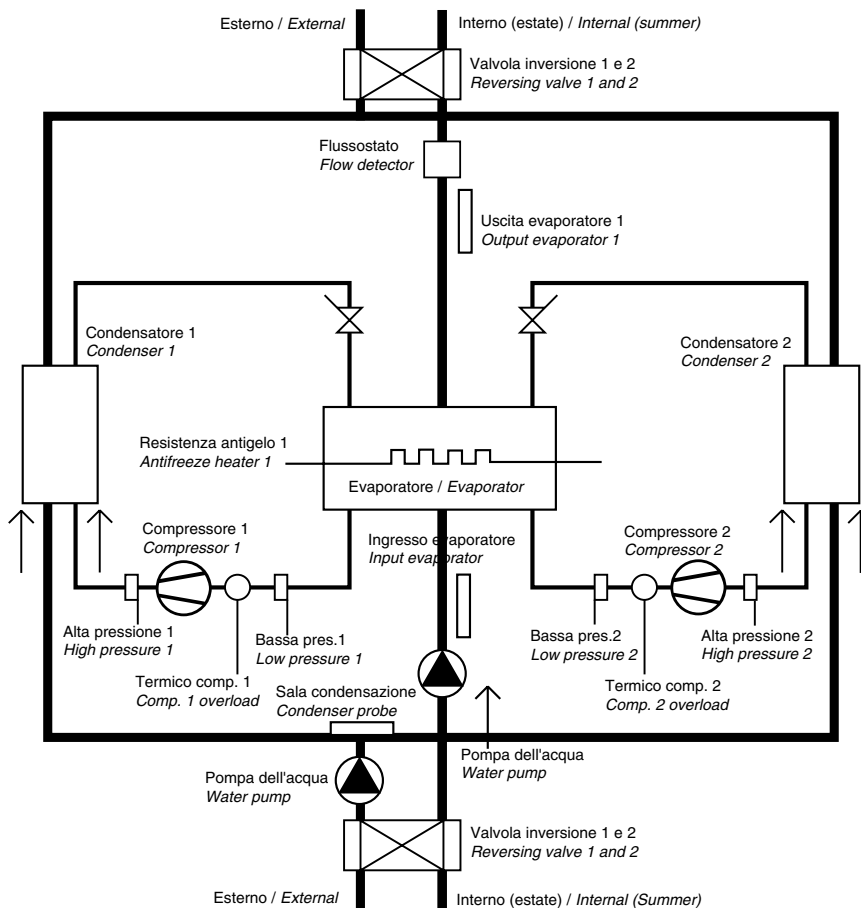 Esterno / External
Interno (estate) / Internal (summer)
Valvola inversione 1 e 2
Reversing valve 1 and 2
Flussostato
Flow detector
Uscita evaporatore 1
Output evaporator 1
Condensatore 1
Condenser 1
Condensatore 2
Condenser 2
Resistenza antigelo 1
Antifreeze heater 1
Evaporatore / Evaporator
Compressore 1
Compressor 1
Ingresso evaporatore
Input evaporator
Compressore 2
Compressor 2
Alta pressione 1
High pressure 1
Bassa pres.1
Low pressure 1
Bassa pres.2
Low pressure 2
Alta pressione 2
High pressure 2
Termico comp. 1
Comp. 1 overload
Sala condensazione
Condenser probe
Termico comp. 2
Comp. 2 overload
Pompa dell'acqua
Water pump
Pompa dell'acqua
Water pump
Valvola inversione 1 e 2
Reversing valve 1 and 2
Esterno / External
Interno (estate) / Internal (Summer)